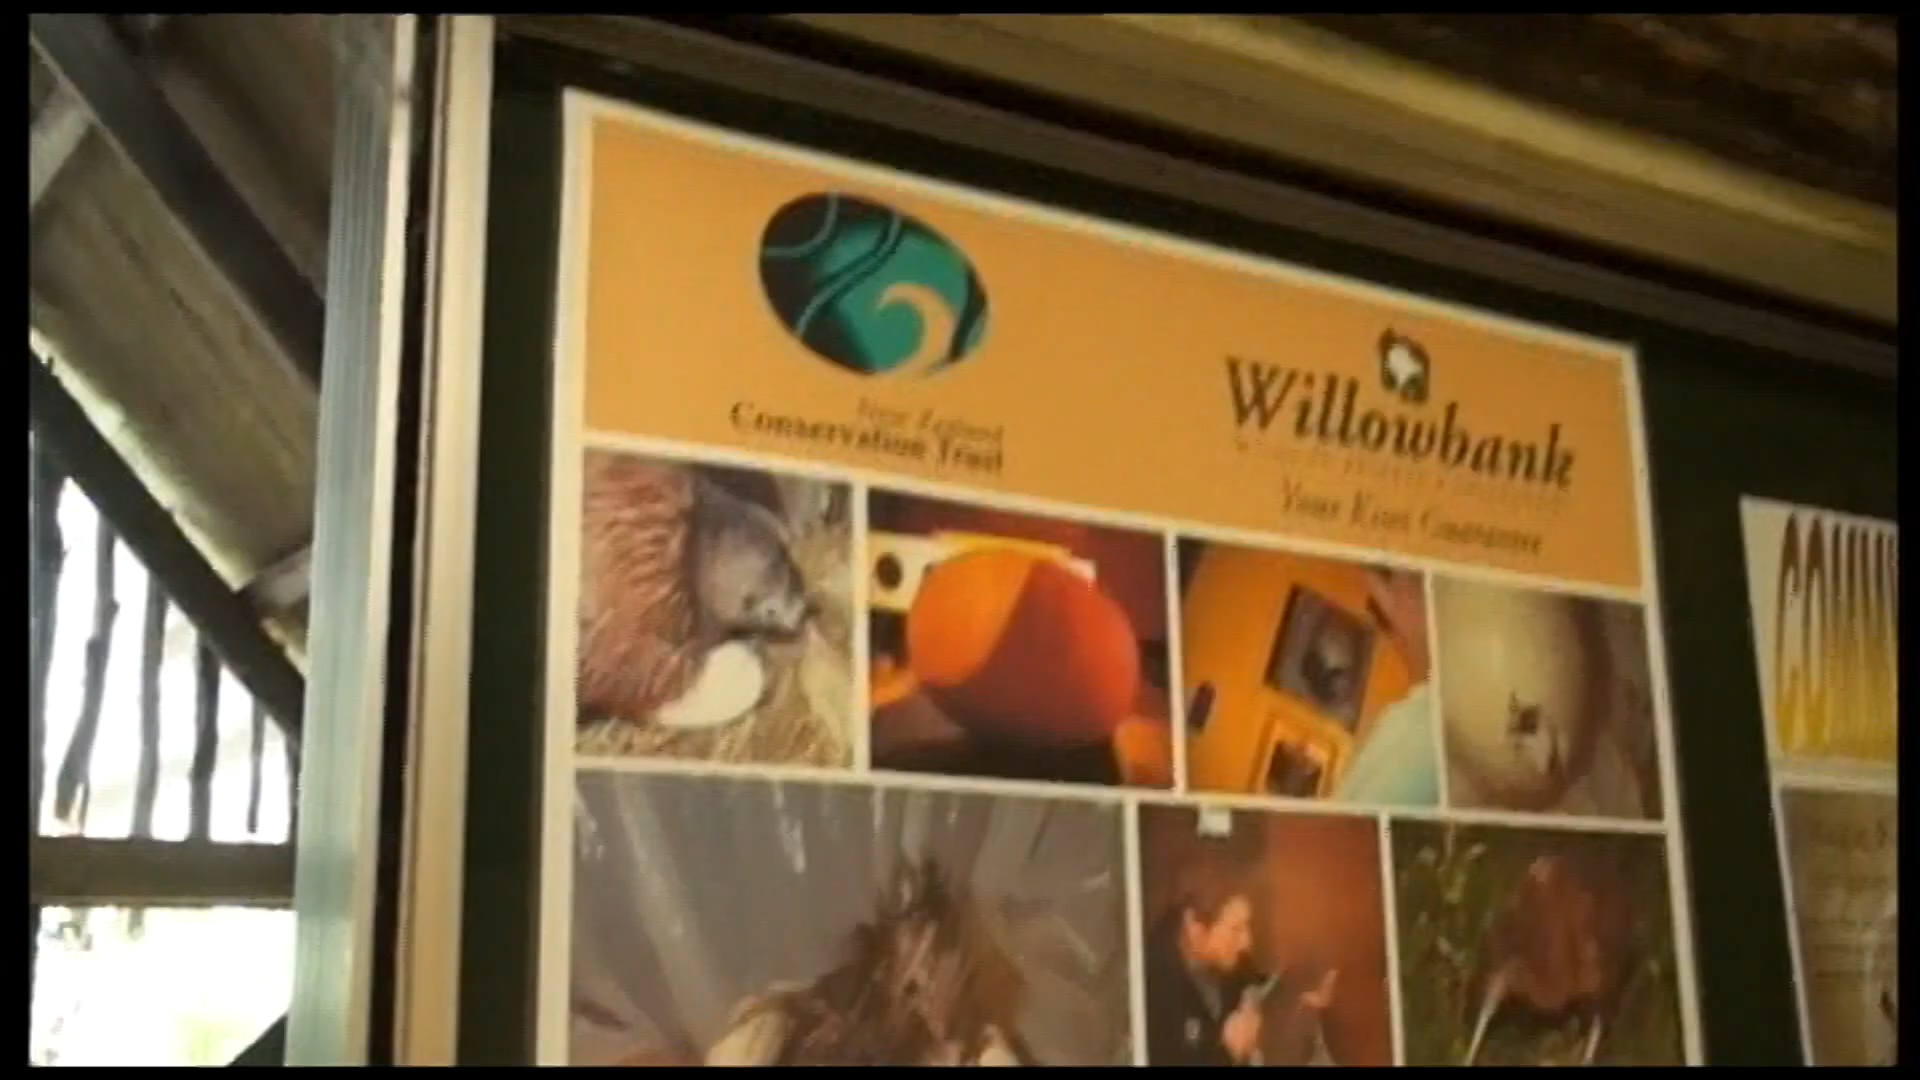 New Zealand
Conservation Trust
Willowbank
Your Kiwi Guarantee